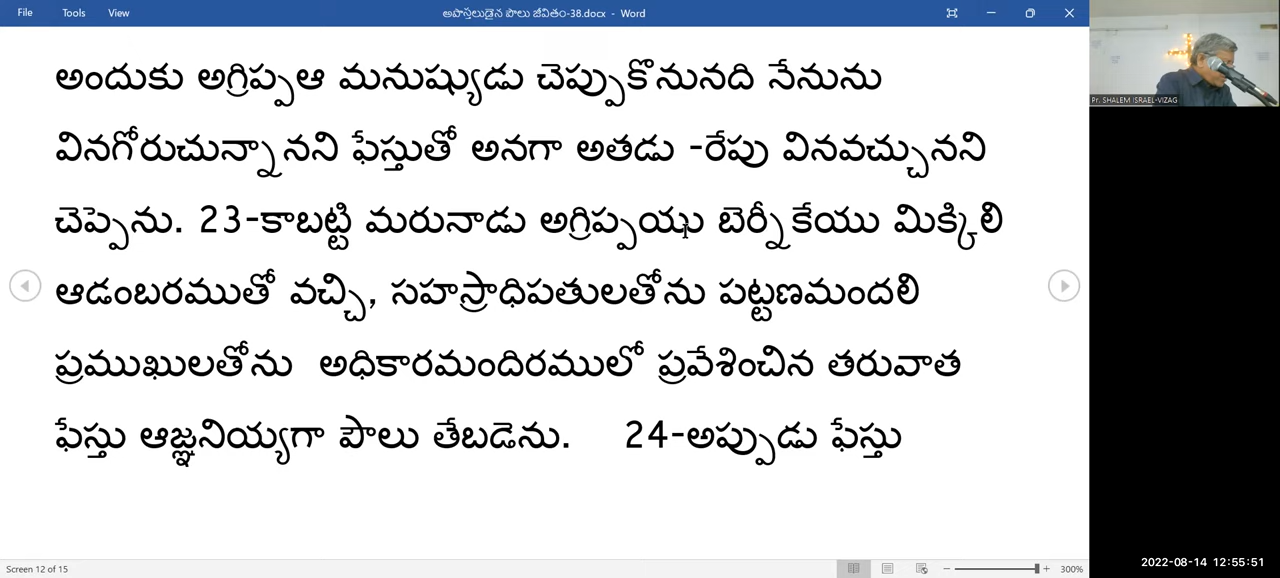 File Tools View అపొస్తలుడైన పౌలు జీవితం-38.docx - Word
అందుకు అగ్రిప్పఆ మనుష్యుడు చెప్పుకొనునది నేనును
వినగోరుచున్నానని ఫేస్తుతో అనగా అతడు -రేపు వినవచ్చునని
చెప్పెను. 23-కాబట్టి మరునాడు అగ్రిప్పయు బెర్నీకేయు మిక్కిలి
ఆడంబరముతో వచ్చి, సహస్రాధిపతులతోను పట్టణమందలి
ప్రముఖులతోను అధికారమందిరములో ప్రవేశించిన తరువాత
ఫేస్తు ఆజ్ఞనియ్యగా పౌలు తేబడెను. 24-అప్పుడు ఫేస్తు
Pr. SHALEM ISRAEL-VIZAG
Screen 12 of 15
300%
2022-08-14 12:55:51